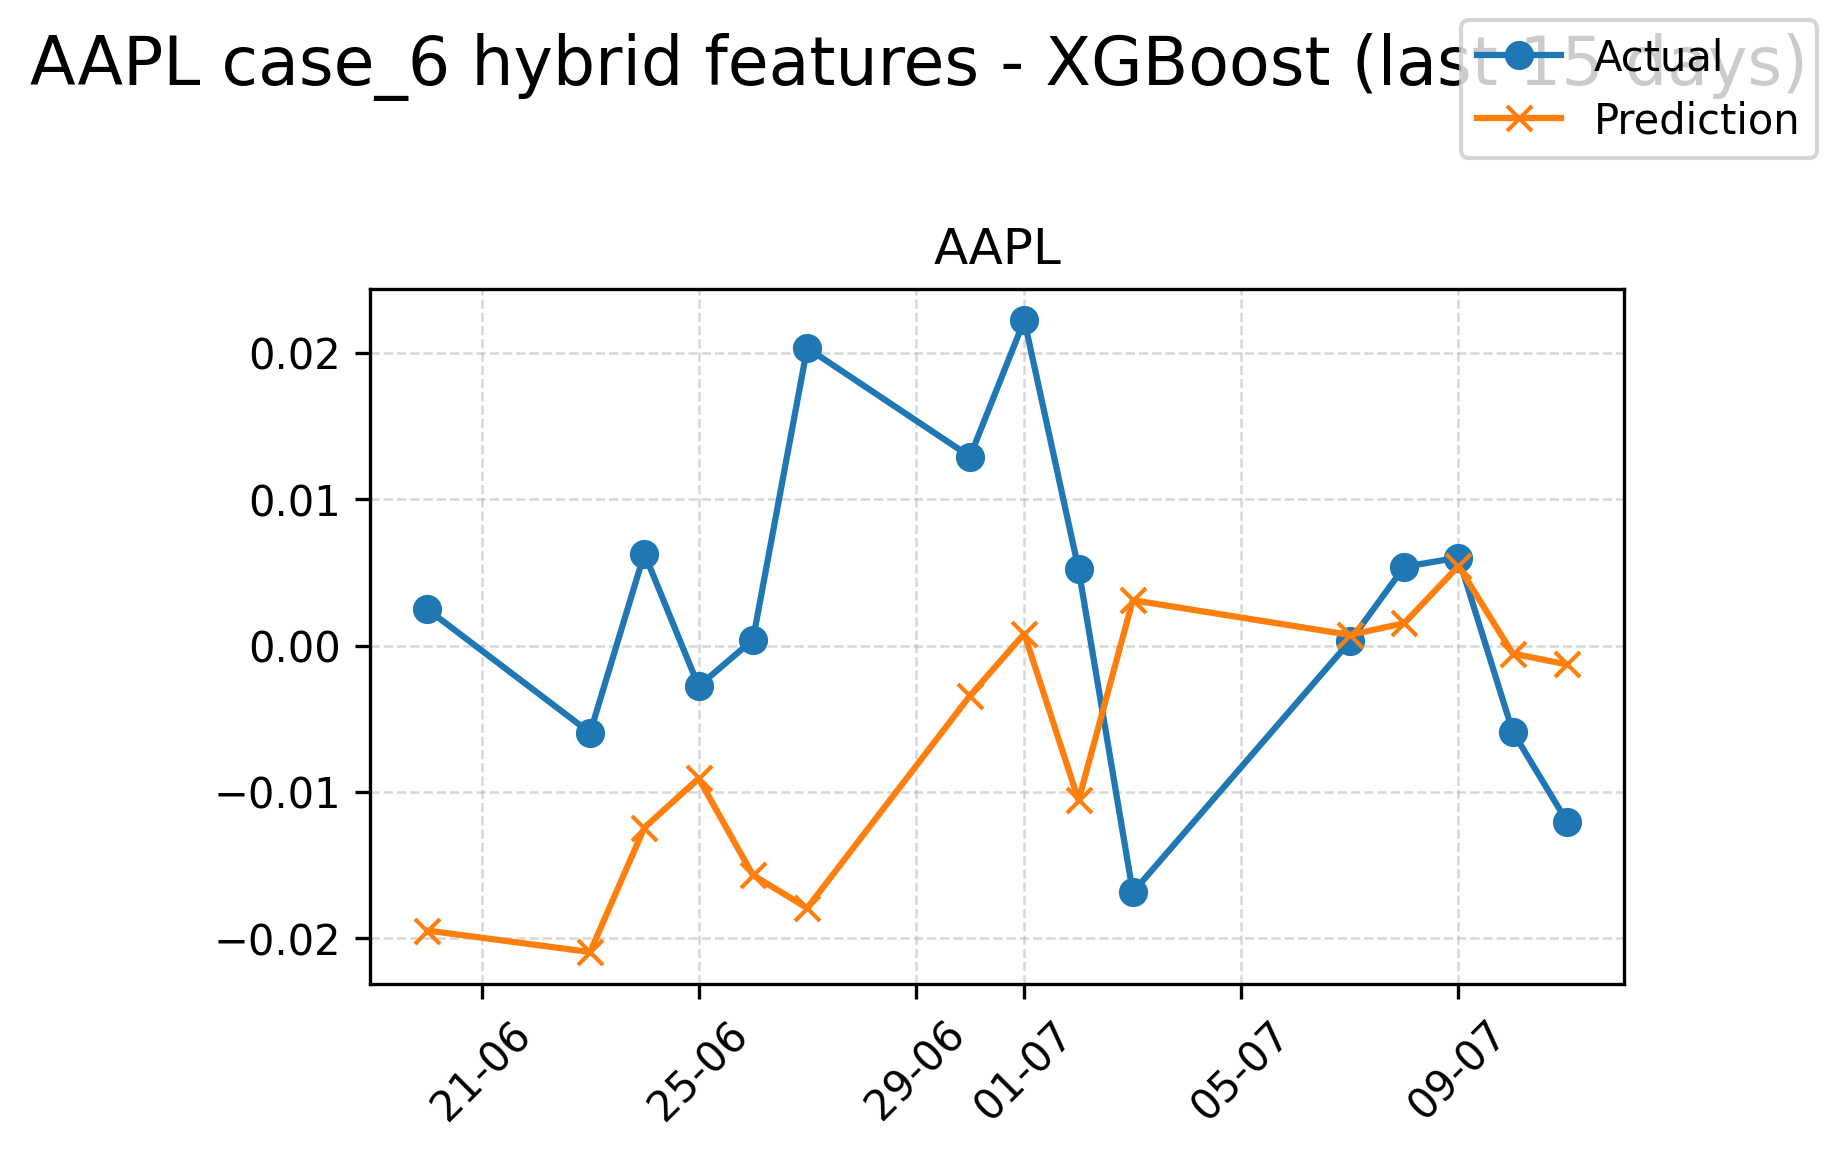 AAPL case_6 hybrid features - XGBoost (last 15 days)
Actual
Prediction
AAPL
0.02
0.01
0.00
−0.01
−0.02
21-06
25-06
29-06
01-07
05-07
09-07